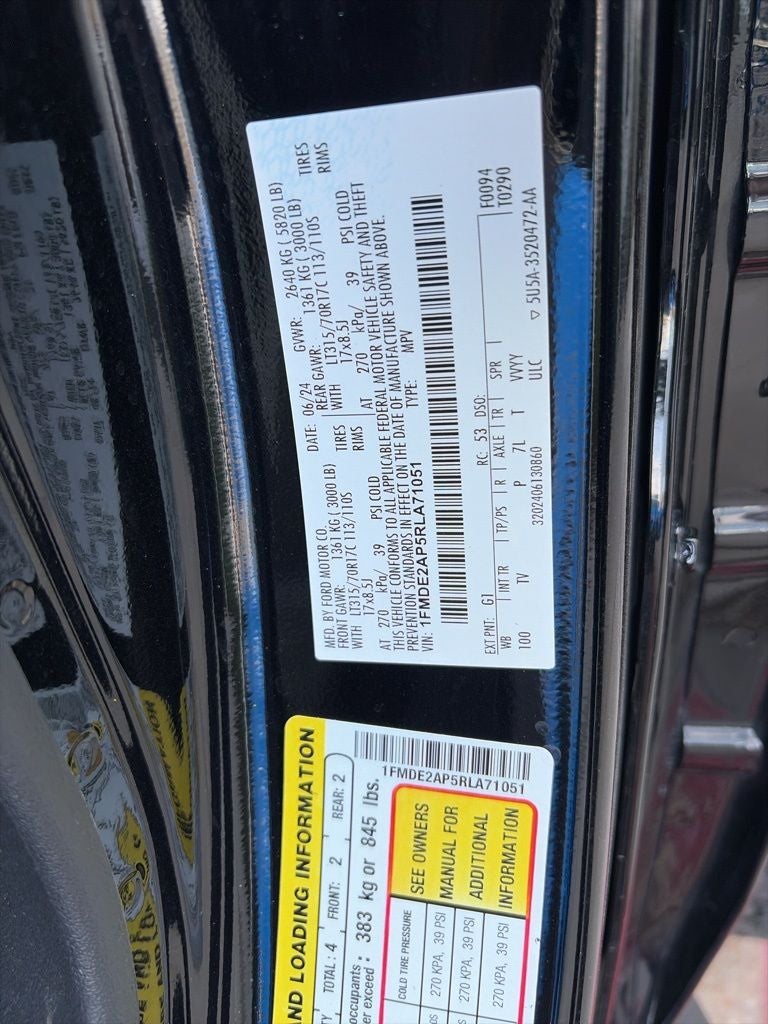 MFD. BY FORD MOTOR CO.
DATE: 06/24 GVWR: 2640 KG ( 5820 LB)
FRONT GAWR: 1361 KG ( 3000 LB) REAR GAWR: 1361 KG ( 3000 LB)
WITH LT315/70R17C 113/110S TIRES WITH LT315/70R17C 113/110S TIRES
17x8.5J RIMS 17x8.5J RIMS
AT 270 kPa/ 39 PSI COLD AT 270 kPa/ 39 PSI COLD
THIS VEHICLE CONFORMS TO ALL APPLICABLE FEDERAL MOTOR VEHICLE SAFETY AND THEFT
PREVENTION STANDARDS IN EFFECT ON THE DATE OF MANUFACTURE SHOWN ABOVE.
VIN: 1FMDE2AP5RLA71051 TYPE: MPV
F0094
T0290
EXT PNT: G1 RC: 53 DSO:
WB INT TR TP/PS R AXLE TR SPR
100 TV P 7L T VVYY
3202406130860 ULC ▽ 5U5A-3520472-AA
AND LOADING INFORMATION
TOTAL: 4 FRONT: 2 REAR: 2
occupants
er exceed : 383 kg or 845 lbs.
1FMDE2AP5RLA71051
COLD TIRE PRESSURE
270 KPA, 39 PSI
270 KPA, 39 PSI
270 KPA, 39 PSI
SEE OWNERS
MANUAL FOR
ADDITIONAL
INFORMATION